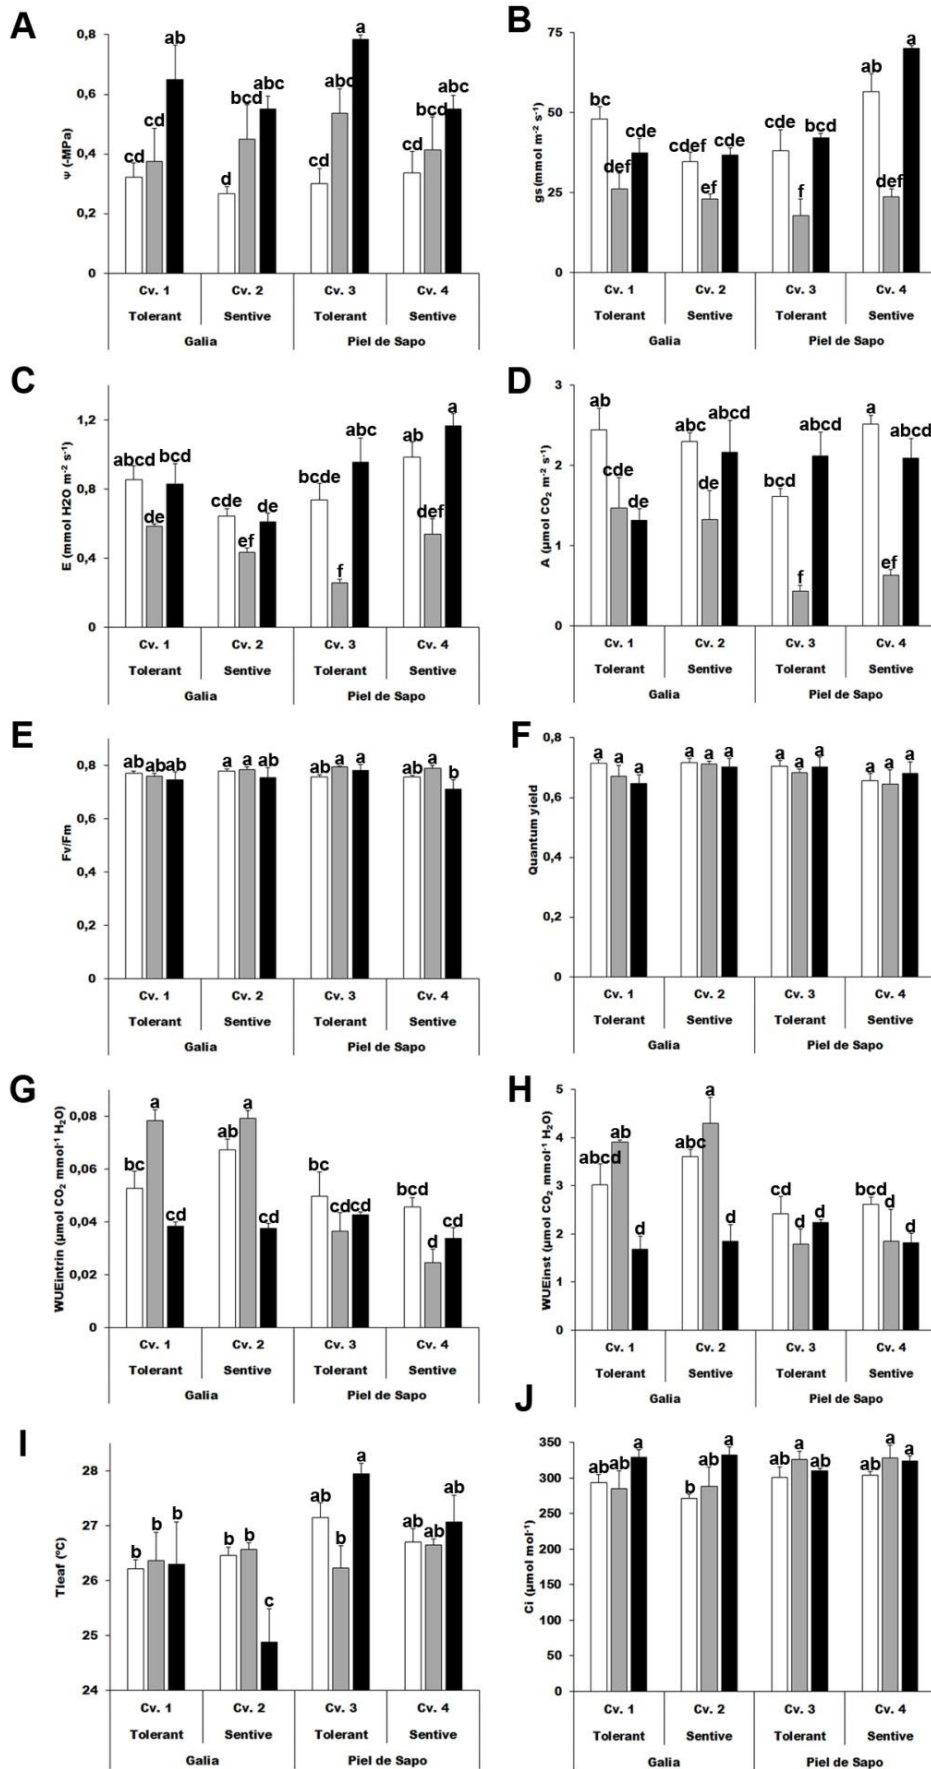 A
Ψ (-MPa)
0,8
0,6
0,4
0,2
0
cd cd ab
d bcd abc
cd abc a
cd bcd abc
Cv. 1 Cv. 2 Cv. 3 Cv. 4
Tolerant Sentive Tolerant Sentive
Galia Piel de Sapo
B
gs (mmol m⁻² s⁻¹)
75
50
25
0
bc def cde
cdef ef cde
cde f bcd
ab def a
Cv. 1 Cv. 2 Cv. 3 Cv. 4
Tolerant Sentive Tolerant Sentive
Galia Piel de Sapo
C
E (mmol H2O m⁻² s⁻¹)
1,2
0,8
0,4
0
abcd de bcd
cde ef de
bcde f abc
ab def a
Cv. 1 Cv. 2 Cv. 3 Cv. 4
Tolerant Sentive Tolerant Sentive
Galia Piel de Sapo
D
A (µmol CO₂ m⁻² s⁻¹)
3
2
1
0
ab cde de
abc de abcd
bcd f abcd
a ef abcd
Cv. 1 Cv. 2 Cv. 3 Cv. 4
Tolerant Sentive Tolerant Sentive
Galia Piel de Sapo
E
Fv/Fm
0,8
0,6
0,4
0,2
0
ab ab ab
a a ab
ab a a
ab a b
Cv. 1 Cv. 2 Cv. 3 Cv. 4
Tolerant Sentive Tolerant Sentive
Galia Piel de Sapo
F
Quantum yield
0,8
0,6
0,4
0,2
0
a a a
a a a
a a a
a a a
Cv. 1 Cv. 2 Cv. 3 Cv. 4
Tolerant Sentive Tolerant Sentive
Galia Piel de Sapo
G
WUEintrin (µmol CO₂ mmol⁻¹ H₂O)
0,08
0,06
0,04
0,02
0
bc a cd
ab a cd
bc cd cd
bcd d cd
Cv. 1 Cv. 2 Cv. 3 Cv. 4
Tolerant Sentive Tolerant Sentive
Galia Piel de Sapo
H
WUEinst (µmol CO₂ mmol⁻¹ H₂O)
5
4
3
2
1
0
abcd ab d
abc a d
cd d d
bcd d d
Cv. 1 Cv. 2 Cv. 3 Cv. 4
Tolerant Sentive Tolerant Sentive
Galia Piel de Sapo
I
Tleaf (ºC)
28
27
26
25
24
b b b
b b c
ab b a
ab ab ab
Cv. 1 Cv. 2 Cv. 3 Cv. 4
Tolerant Sentive Tolerant Sentive
Galia Piel de Sapo
J
Ci (µmol mol⁻¹)
350
300
250
200
150
100
50
0
ab ab a
b ab a
ab a ab
ab a a
Cv. 1 Cv. 2 Cv. 3 Cv. 4
Tolerant Sentive Tolerant Sentive
Galia Piel de Sapo